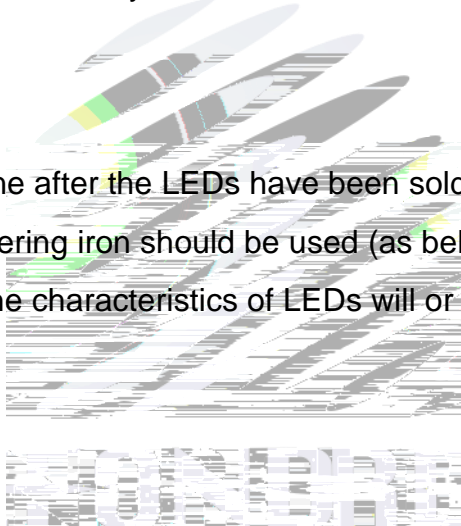 ne after the LEDs have been sold
ering iron should be used (as bel
ne characteristics of LEDs will or